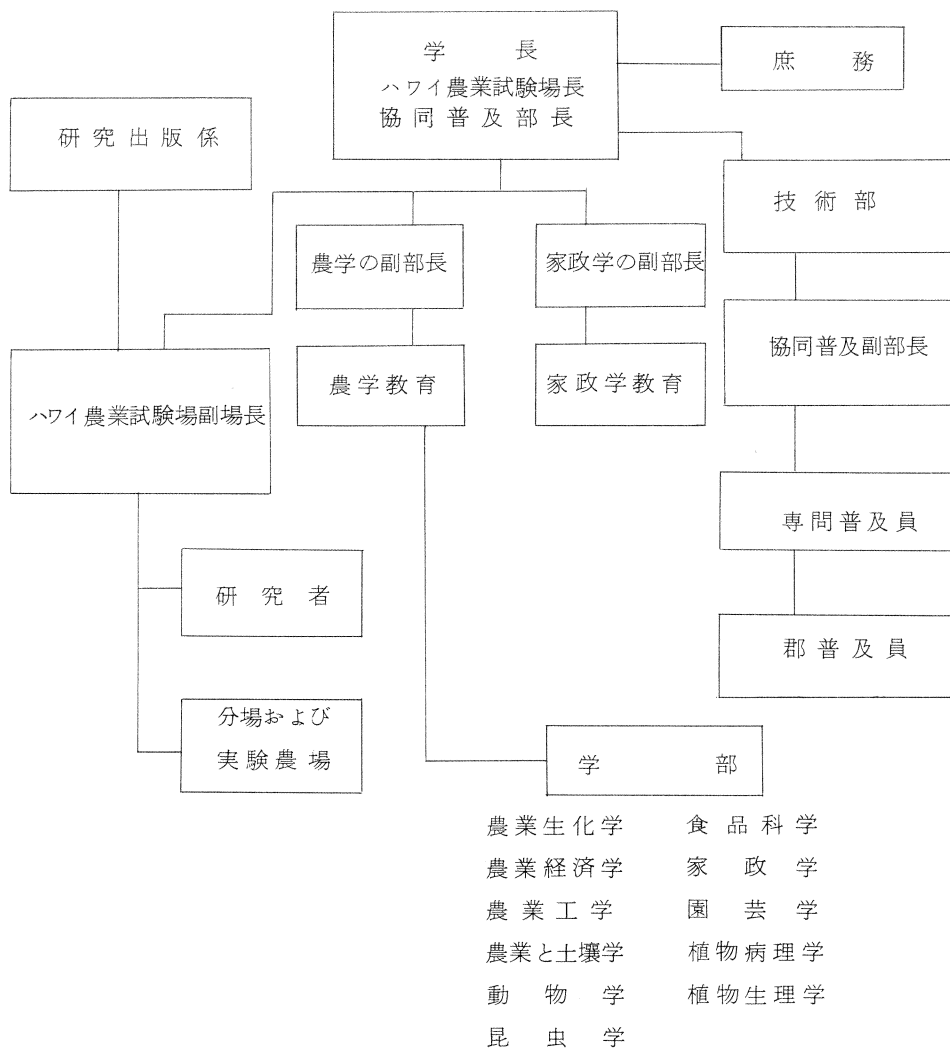 学長
ハワイ農業試験場長
協同普及部長
庶務
研究出版係
技術部
農学の副部長
家政学の副部長
協同普及副部長
農学教育
家政学教育
ハワイ農業試験場副場長
専問普及員
研究者
郡普及員
分場および
実験農場
学部
農業生化学 食品科学
農業経済学 家政学
農業工学 園芸学
農業と土壌学 植物病理学
動物学 植物生理学
昆虫学